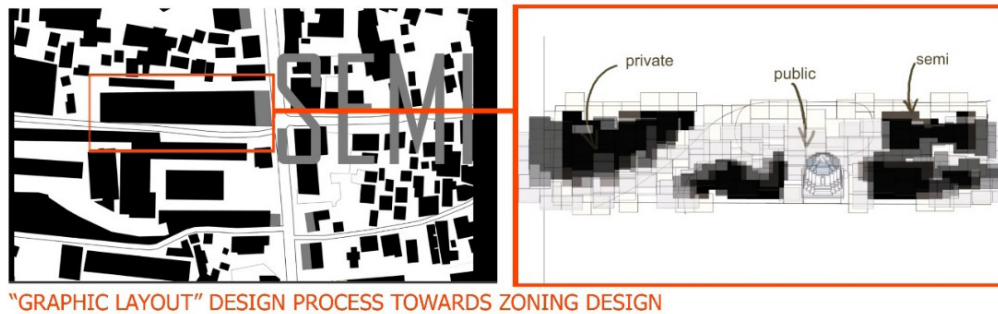 SEMI
private
public
semi
"GRAPHIC LAYOUT" DESIGN PROCESS TOWARDS ZONING DESIGN